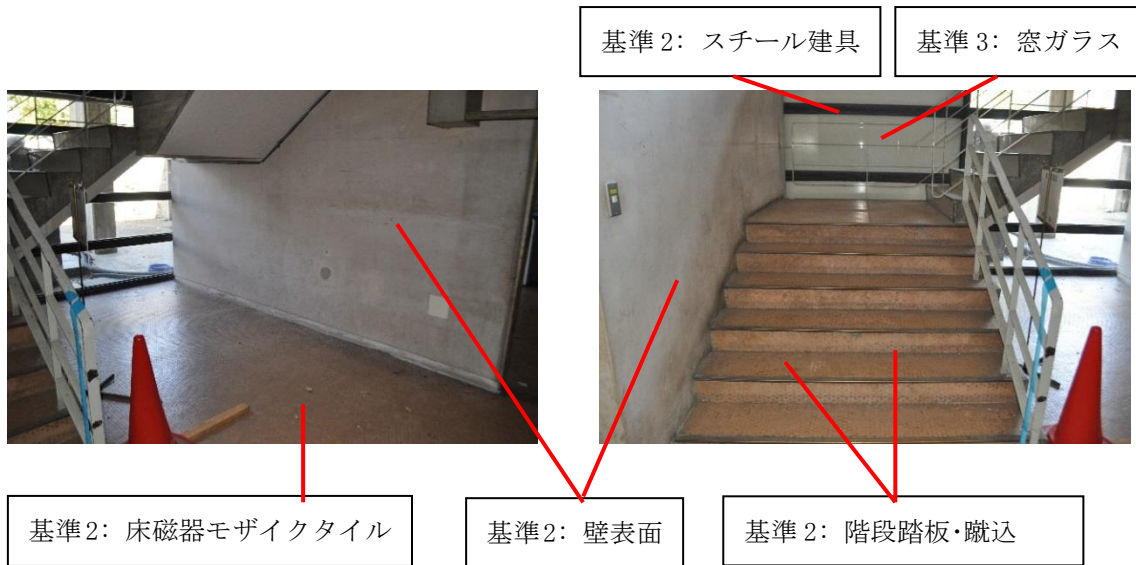 基準2: スチール建具
基準3: 窓ガラス
基準2: 床磁器モザイクタイル
基準2: 壁表面
基準2: 階段踏板・蹴込